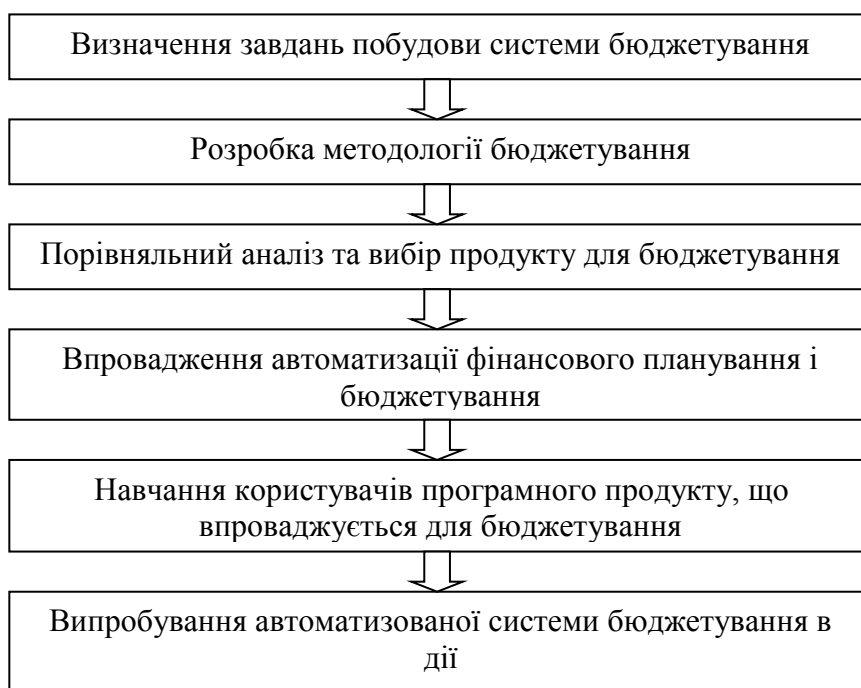 Визначення завдань побудови системи бюджетування
Розробка методології бюджетування
Порівняльний аналіз та вибір продукту для бюджетування
Впровадження автоматизації фінансового планування і
бюджетування
Навчання користувачів програмного продукту, що
впроваджується для бюджетування
Випробування автоматизованої системи бюджетування в
дії